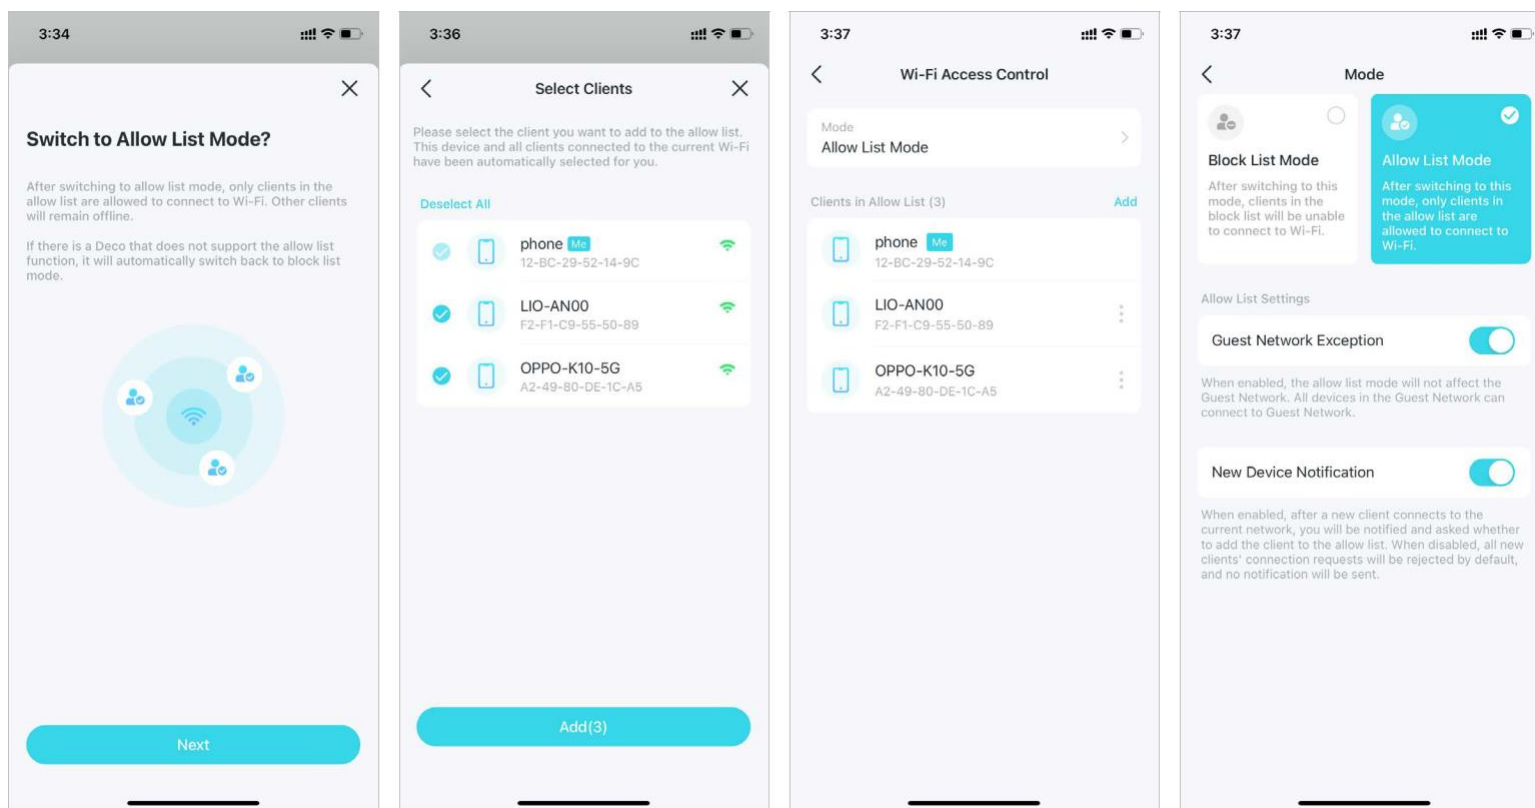 3:34
Switch to Allow List Mode?
After switching to allow list mode, only clients in the
allow list are allowed to connect to Wi-Fi. Other clients
will remain offline.
If there is a Deco that does not support the allow list
function, it will automatically switch back to block list
mode.
Next
3:36
Select Clients
Please select the client you want to add to the allow list.
This device and all clients connected to the current Wi-Fi
have been automatically selected for you.
Deselect All
phone Me
12-BC-29-52-14-9C
LIO-AN00
F2-F1-C9-55-50-89
OPPO-K10-5G
A2-49-80-DE-1C-A5
Add(3)
3:37
Wi-Fi Access Control
Mode
Allow List Mode
Clients in Allow List (3) Add
phone Me
12-BC-29-52-14-9C
LIO-AN00
F2-F1-C9-55-50-89
OPPO-K10-5G
A2-49-80-DE-1C-A5
3:37
Mode
Block List Mode
After switching to this
mode, clients in the
block list will be unable
to connect to Wi-Fi.
Allow List Mode
After switching to this
mode, only clients in
the allow list are
allowed to connect to
Wi-Fi.
Allow List Settings
Guest Network Exception
When enabled, the allow list mode will not affect the
Guest Network. All devices in the Guest Network can
connect to Guest Network.
New Device Notification
When enabled, after a new client connects to the
current network, you will be notified and asked whether
to add the client to the allow list. When disabled, all new
clients' connection requests will be rejected by default,
and no notification will be sent.